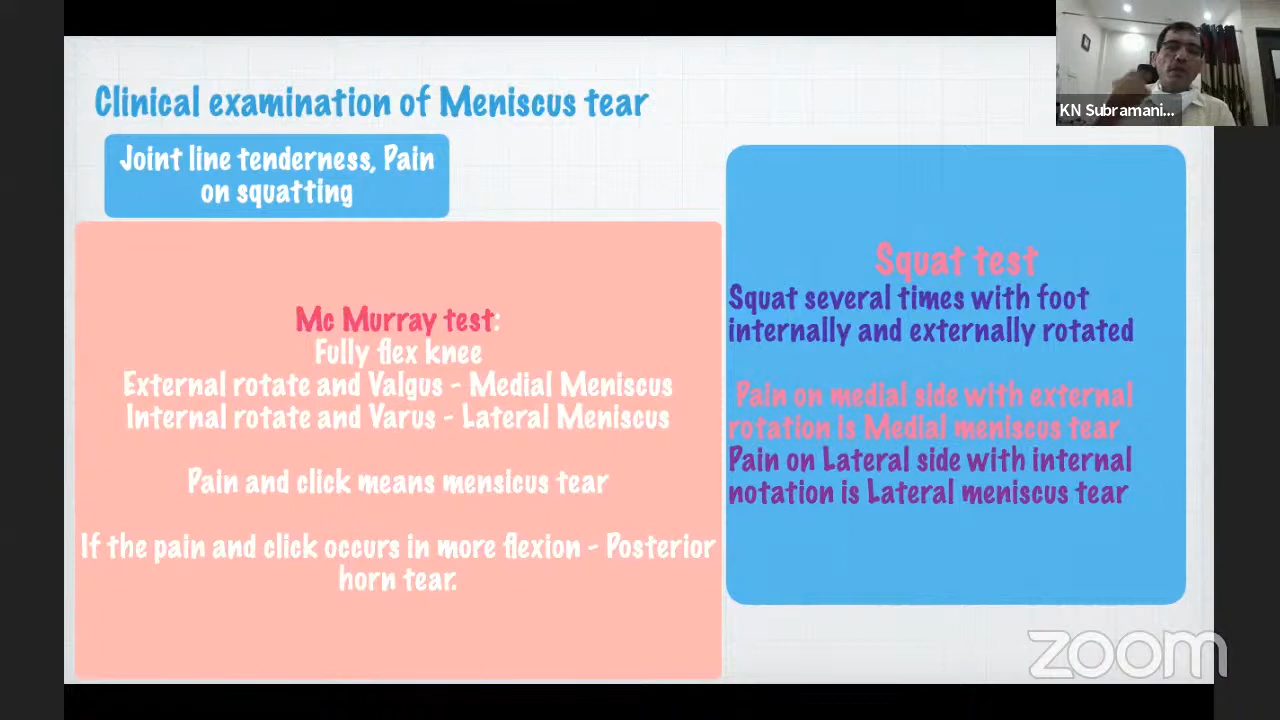 Clinical examination of Meniscus tear
KN Subramani...
Joint line tenderness, Pain
on squatting
Mc Murray test:
Fully flex knee
External rotate and Valgus - Medial Meniscus
Internal rotate and Varus - Lateral Meniscus
Pain and click means mensicus tear
If the pain and click occurs in more flexion - Posterior
horn tear.
Squat test
Squat several times with foot
internally and externally rotated
Pain on medial side with external
rotation is Medial meniscus tear
Pain on Lateral side with internal
notation is Lateral meniscus tear
zoom